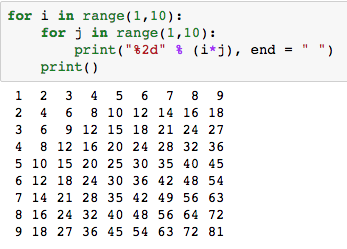 for i in range(1,10):
    for j in range(1,10):
        print("%2d" % (i*j), end = " ")
    print()
 1  2  3  4  5  6  7  8  9
 2  4  6  8 10 12 14 16 18
 3  6  9 12 15 18 21 24 27
 4  8 12 16 20 24 28 32 36
 5 10 15 20 25 30 35 40 45
 6 12 18 24 30 36 42 48 54
 7 14 21 28 35 42 49 56 63
 8 16 24 32 40 48 56 64 72
 9 18 27 36 45 54 63 72 81